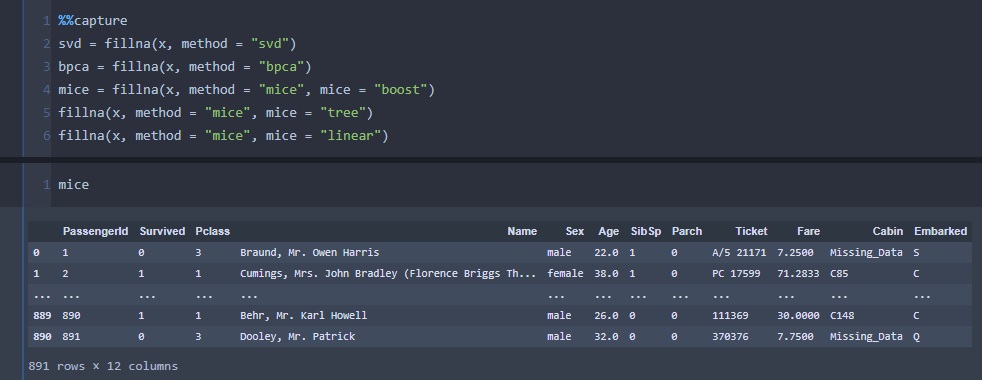 1 %%capture
2 svd = fillna(x, method = "svd")
3 bpca = fillna(x, method = "bpca")
4 mice = fillna(x, method = "mice", mice = "boost")
5 fillna(x, method = "mice", mice = "tree")
6 fillna(x, method = "mice", mice = "linear")
1 mice
PassengerId Survived Pclass Name Sex Age SibSp Parch Ticket Fare Cabin Embarked
0 1 0 3 Braund, Mr. Owen Harris male 22.0 1 0 A/5 21171 7.2500 Missing_Data S
1 2 1 1 Cumings, Mrs. John Bradley (Florence Briggs Th... female 38.0 1 0 PC 17599 71.2833 C85 C
... ... ... ... ... ... ... ... ... ... ... ... ...
889 890 1 1 Behr, Mr. Karl Howell male 26.0 0 0 111369 30.0000 C148 C
890 891 0 3 Dooley, Mr. Patrick male 32.0 0 0 370376 7.7500 Missing_Data Q
891 rows x 12 columns